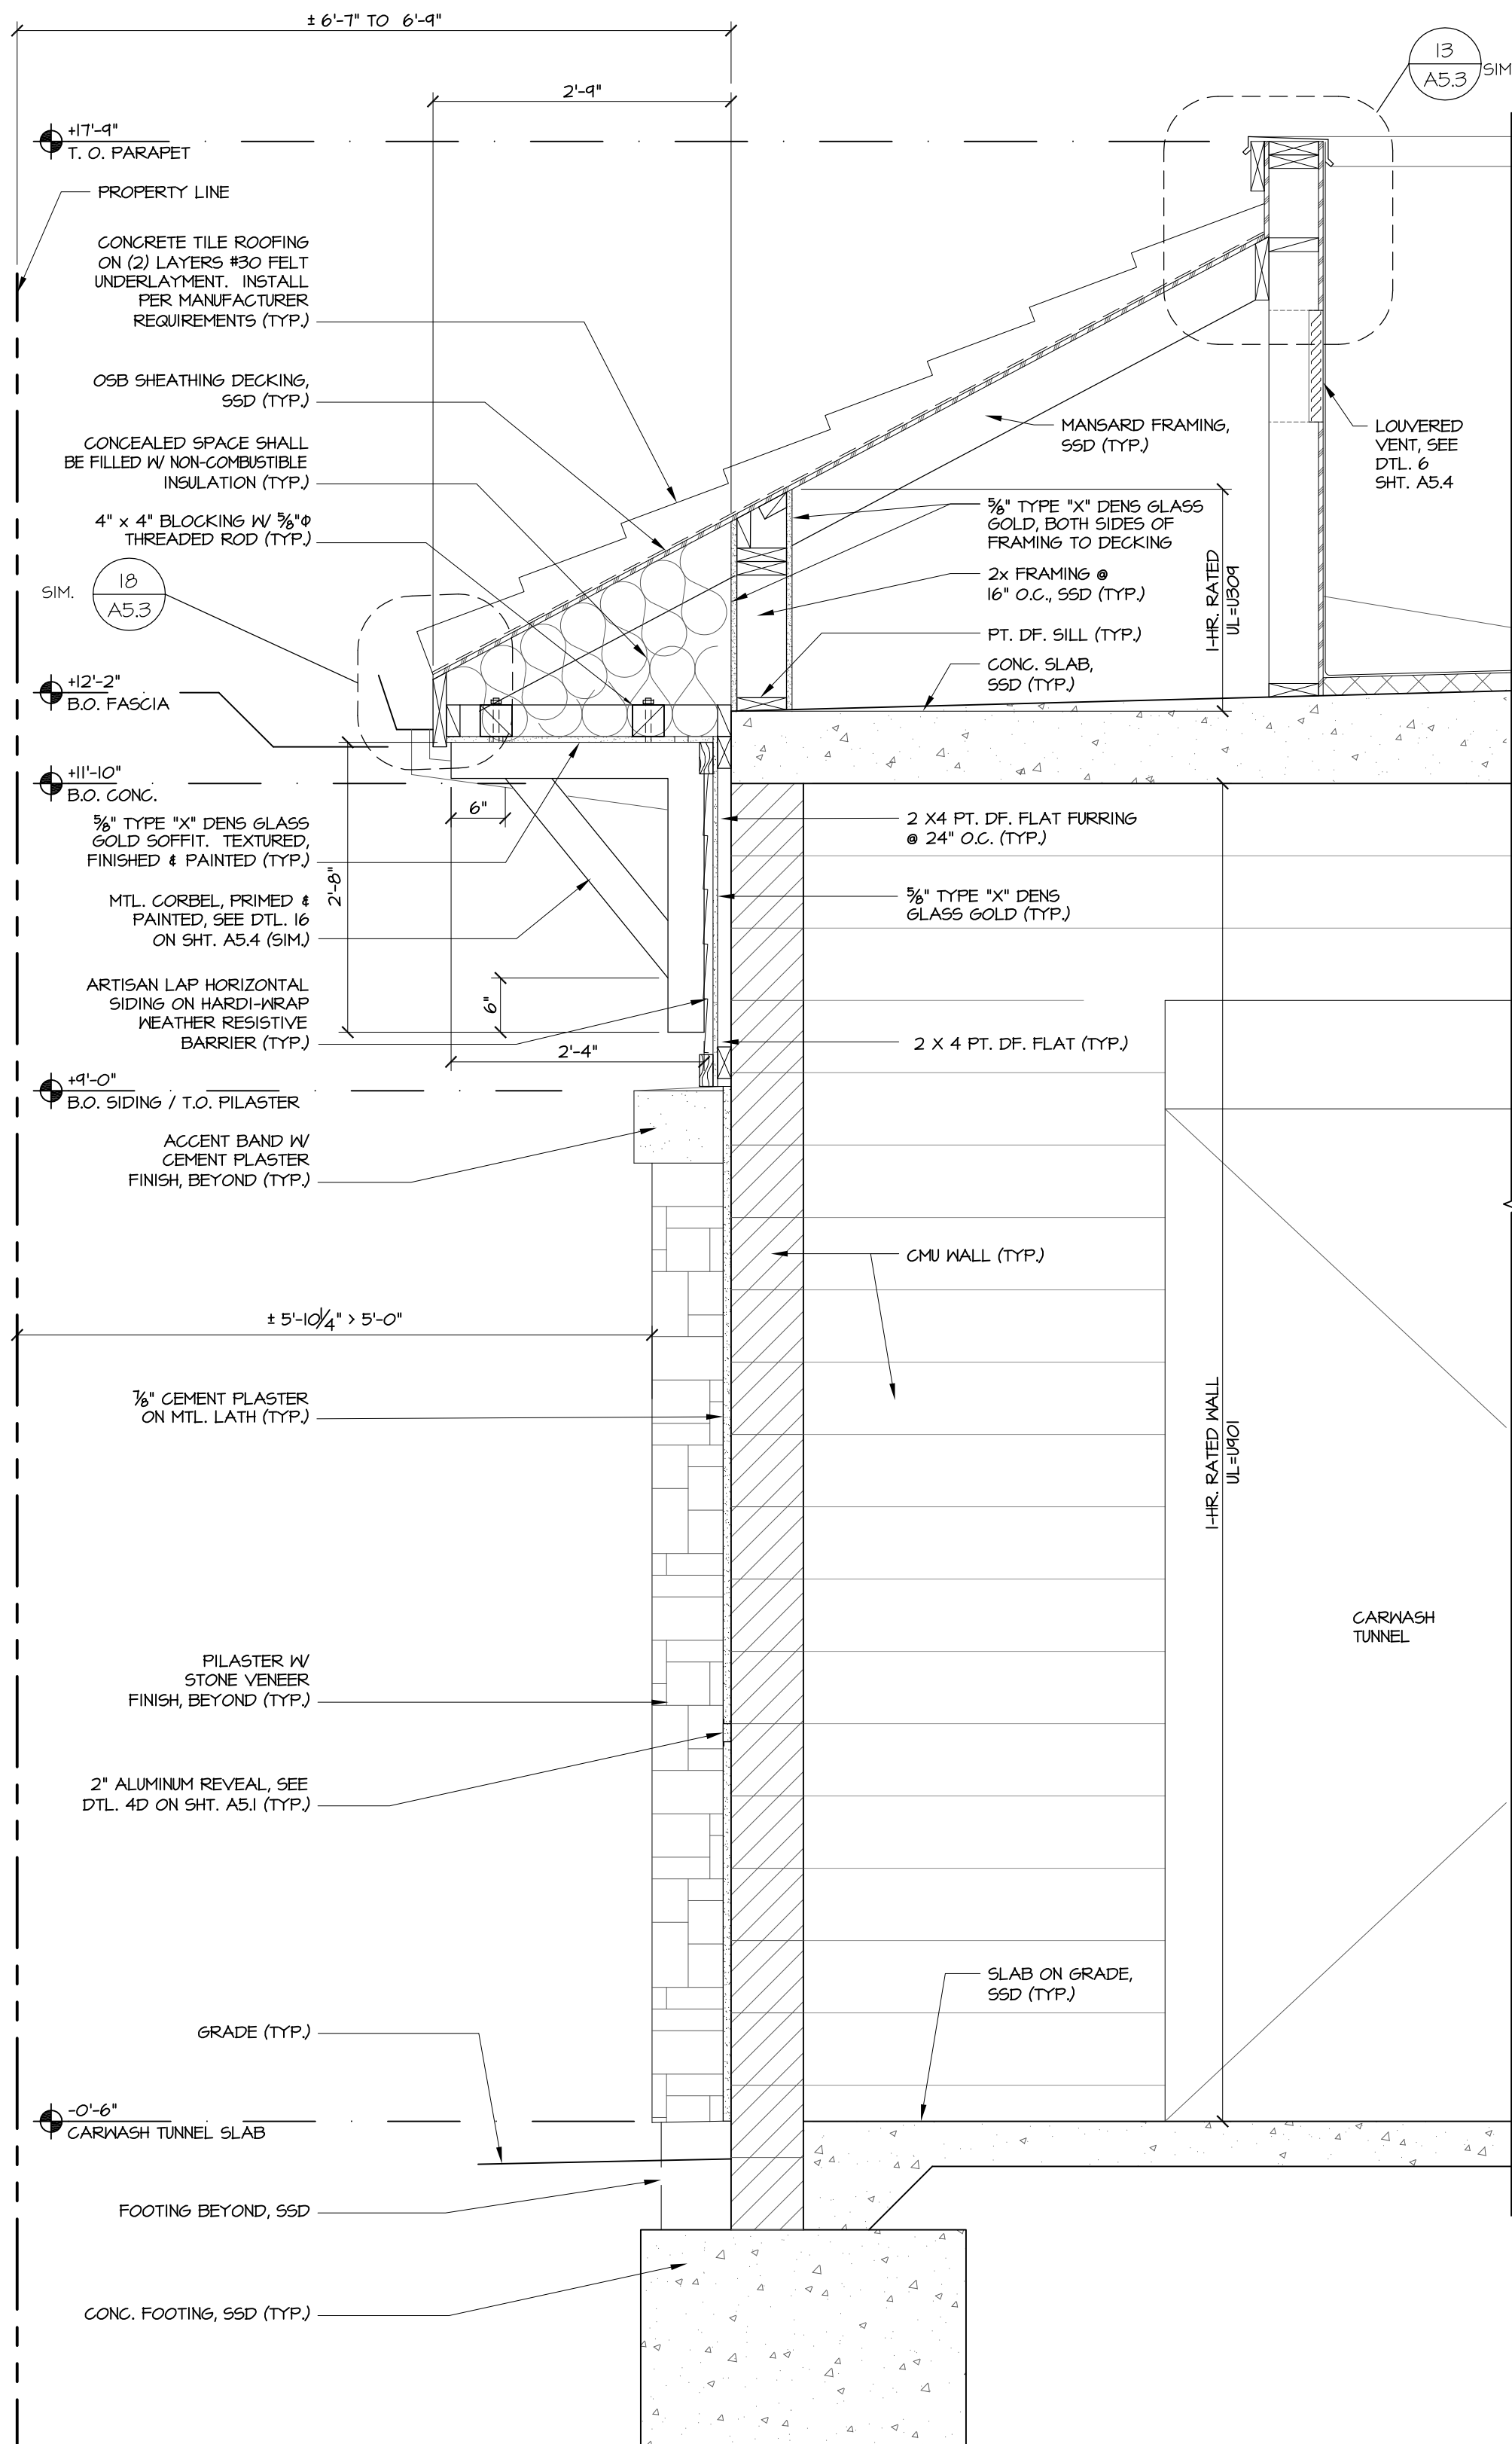 ± 6'-7" TO 6'-9"
2'-9"
13
A5.3
SIM
+17'-9"
T. O. PARAPET
PROPERTY LINE
CONCRETE TILE ROOFING
ON (2) LAYERS #30 FELT
UNDERLAYMENT. INSTALL
PER MANUFACTURER
REQUIREMENTS (TYP.)
OSB SHEATHING DECKING,
SSD (TYP.)
CONCEALED SPACE SHALL
BE FILLED W/ NON-COMBUSTIBLE
INSULATION (TYP.)
4" x 4" BLOCKING W/ ⅝"Φ
THREADED ROD (TYP.)
SIM.
18
A5.3
MANSARD FRAMING,
SSD (TYP.)
LOUVERED
VENT, SEE
DTL. 6
SHT. A5.4
⅝" TYPE "X" DENS GLASS
GOLD, BOTH SIDES OF
FRAMING TO DECKING
2x FRAMING @
16" O.C., SSD (TYP.)
PT. DF. SILL (TYP.)
CONC. SLAB,
SSD (TYP.)
1-HR. RATED
UL=U309
+12'-2"
B.O. FASCIA
+11'-10"
B.O. CONC.
⅝" TYPE "X" DENS GLASS
GOLD SOFFIT. TEXTURED,
FINISHED & PAINTED (TYP.)
6"
2'-8"
MTL. CORBEL, PRIMED &
PAINTED, SEE DTL. 16
ON SHT. A5.4 (SIM.)
ARTISAN LAP HORIZONTAL
SIDING ON HARDI-WRAP
WEATHER RESISTIVE
BARRIER (TYP.)
6"
2'-4"
2 X4 PT. DF. FLAT FURRING
@ 24" O.C. (TYP.)
⅝" TYPE "X" DENS
GLASS GOLD (TYP.)
2 X 4 PT. DF. FLAT (TYP.)
+9'-0"
B.O. SIDING / T.O. PILASTER
ACCENT BAND W/
CEMENT PLASTER
FINISH, BEYOND (TYP.)
CMU WALL (TYP.)
± 5'-10¼" > 5'-0"
⅞" CEMENT PLASTER
ON MTL. LATH (TYP.)
1-HR. RATED WALL
UL=U901
CARWASH
TUNNEL
PILASTER W/
STONE VENEER
FINISH, BEYOND (TYP.)
2" ALUMINUM REVEAL, SEE
DTL. 4D ON SHT. A5.1 (TYP.)
SLAB ON GRADE,
SSD (TYP.)
GRADE (TYP.)
-0'-6"
CARWASH TUNNEL SLAB
FOOTING BEYOND, SSD
CONC. FOOTING, SSD (TYP.)